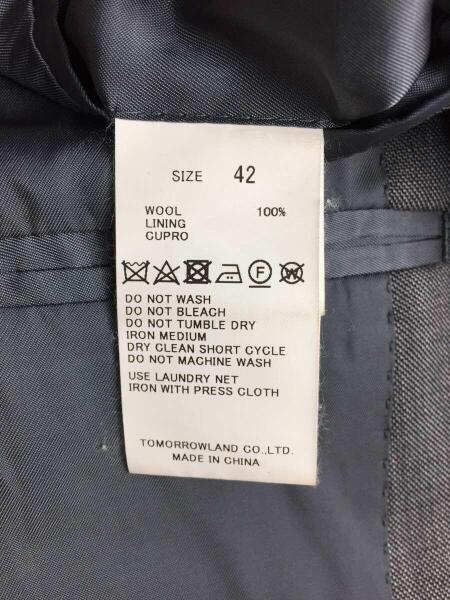 SIZE 42
WOOL 100%
LINING
CUPRO
F W
DO NOT WASH
DO NOT BLEACH
DO NOT TUMBLE DRY
IRON MEDIUM
DRY CLEAN SHORT CYCLE
DO NOT MACHINE WASH
USE LAUNDRY NET
IRON WITH PRESS CLOTH
TOMORROWLAND CO.,LTD.
MADE IN CHINA